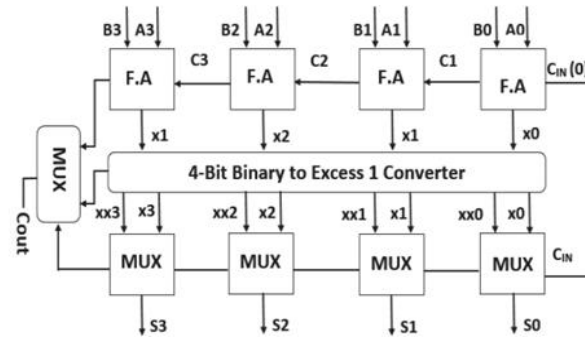 B3 A3 B2 A2 B1 A1 B0 A0
C3 C2 C1
F.A F.A F.A F.A C_IN (0)
x1 x2 x1 x0
MUX
4-Bit Binary to Excess 1 Converter
Cout
xx3 x3 xx2 x2 xx1 x1 xx0 x0
MUX MUX MUX MUX C_IN
S3 S2 S1 S0